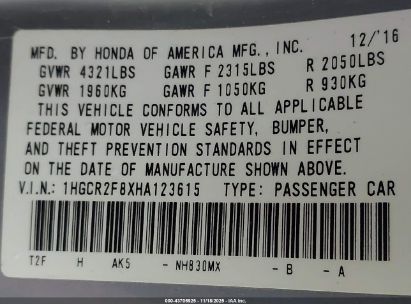 MFD. BY HONDA OF AMERICA MFG., INC. 12/'16
GVWR 4321LBS GAWR F 2315LBS R 2050LBS
GVWR 1960KG GAWR F 1050KG R 930KG
THIS VEHICLE CONFORMS TO ALL APPLICABLE
FEDERAL MOTOR VEHICLE SAFETY, BUMPER,
AND THEFT PREVENTION STANDARDS IN EFFECT
ON THE DATE OF MANUFACTURE SHOWN ABOVE.
V.I.N.: 1HGCR2F8XHA123615 TYPE: PASSENGER CAR
T2F H AK5 - NH830MX - B - A